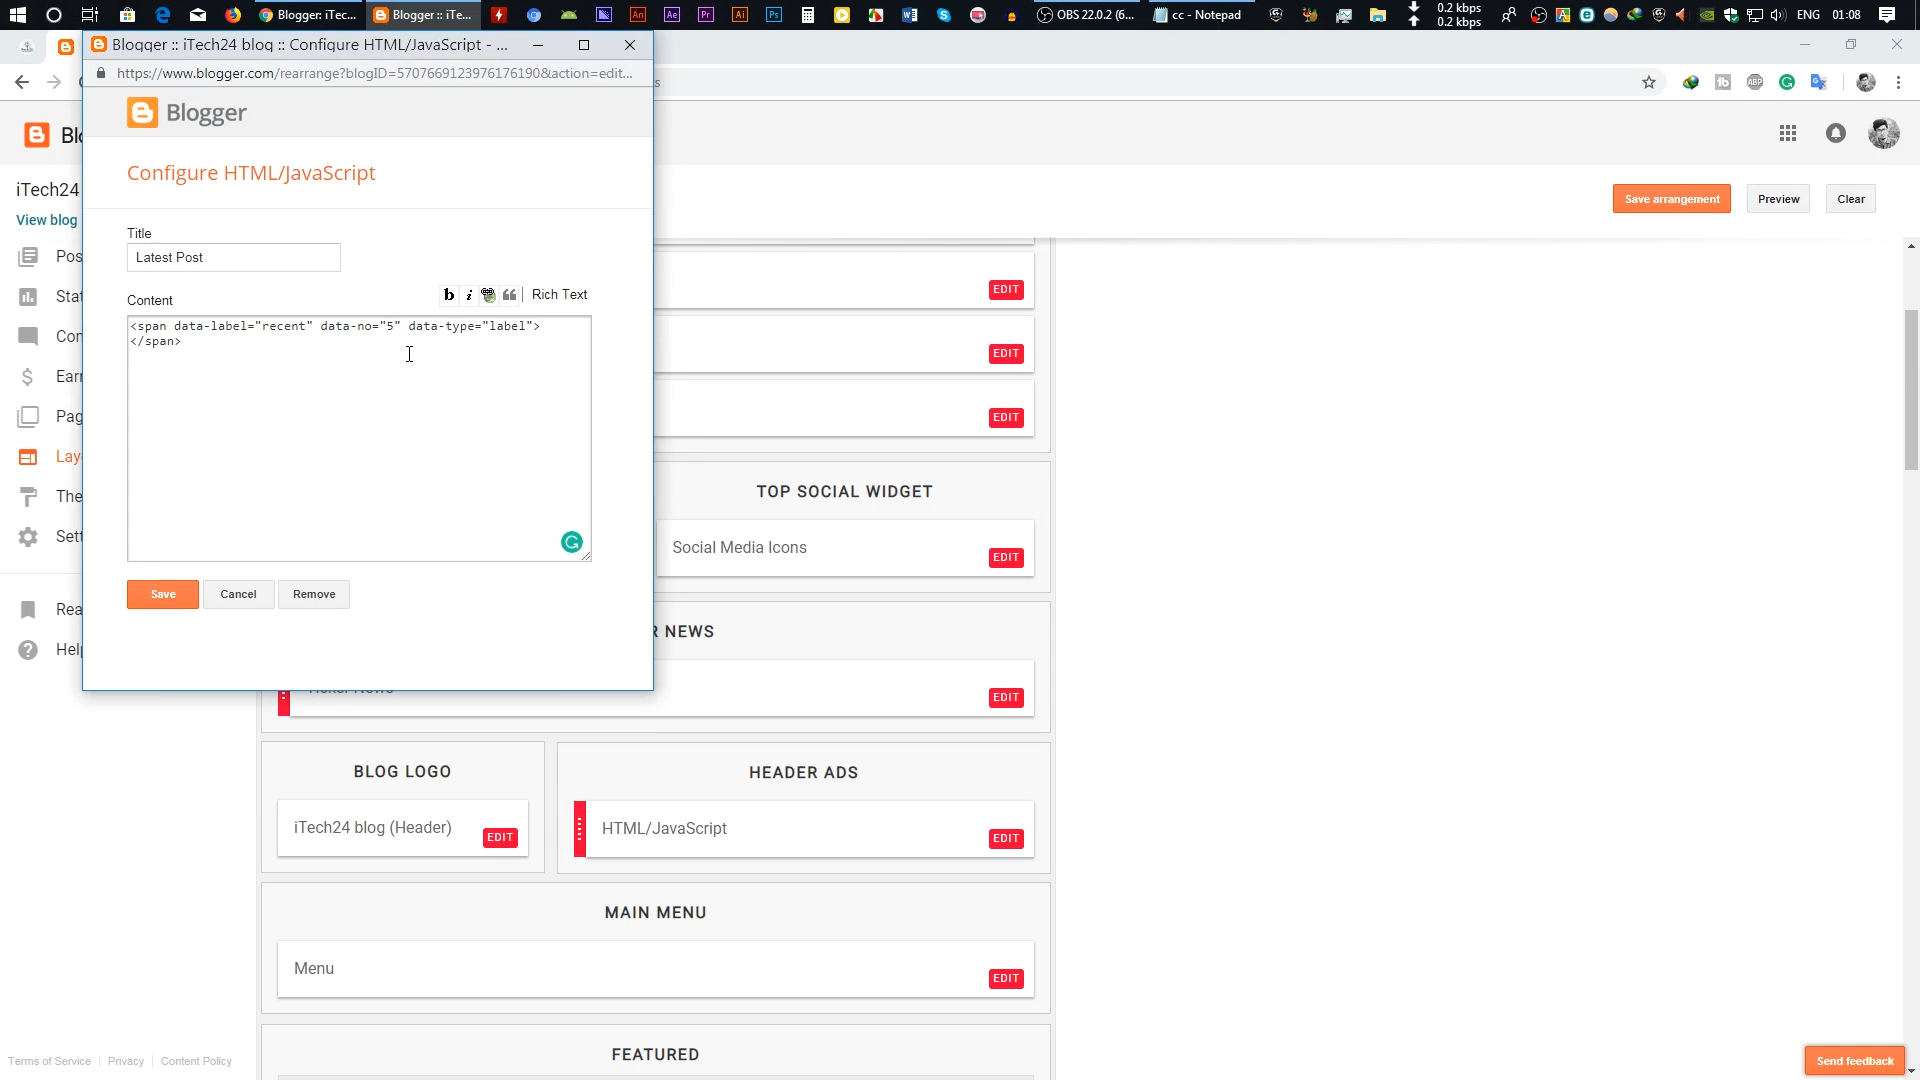 Blogger: iTec...
Blogger :: iTe...
OBS 22.0.2 (6...
cc - Notepad
0.2 kbps
0.2 kbps
ENG
01:08
Blogger :: iTech24 blog :: Configure HTML/JavaScript - ...
https://www.blogger.com/rearrange?blogID=5707669123976176190&action=edit...
Blogger
Configure HTML/JavaScript
Title
Latest Post
Content
b i Rich Text
<span data-label="recent" data-no="5" data-type="label">
</span>
Save Cancel Remove
iTech24
View blog
Pos
Stat
Con
Earn
Pag
Lay
The
Sett
Rea
Help
Save arrangement Preview Clear
EDIT
EDIT
EDIT
TOP SOCIAL WIDGET
Social Media Icons
EDIT
R NEWS
EDIT
BLOG LOGO
iTech24 blog (Header)
EDIT
HEADER ADS
HTML/JavaScript
EDIT
MAIN MENU
Menu
EDIT
FEATURED
Terms of Service Privacy Content Policy
Send feedback